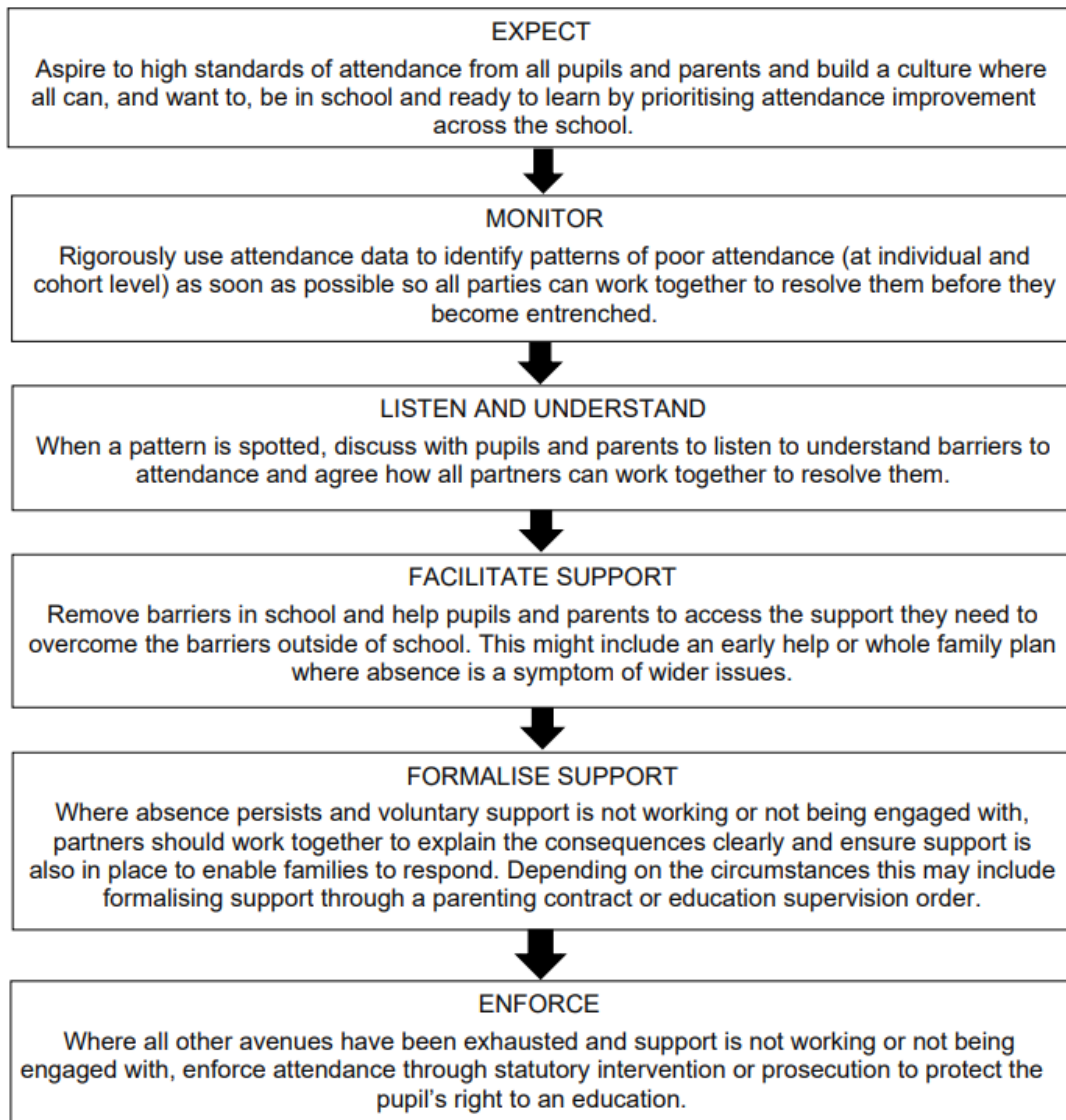 EXPECT
Aspire to high standards of attendance from all pupils and parents and build a culture where
all can, and want to, be in school and ready to learn by prioritising attendance improvement
across the school.
MONITOR
Rigorously use attendance data to identify patterns of poor attendance (at individual and
cohort level) as soon as possible so all parties can work together to resolve them before they
become entrenched.
LISTEN AND UNDERSTAND
When a pattern is spotted, discuss with pupils and parents to listen to understand barriers to
attendance and agree how all partners can work together to resolve them.
FACILITATE SUPPORT
Remove barriers in school and help pupils and parents to access the support they need to
overcome the barriers outside of school. This might include an early help or whole family plan
where absence is a symptom of wider issues.
FORMALISE SUPPORT
Where absence persists and voluntary support is not working or not being engaged with,
partners should work together to explain the consequences clearly and ensure support is
also in place to enable families to respond. Depending on the circumstances this may include
formalising support through a parenting contract or education supervision order.
ENFORCE
Where all other avenues have been exhausted and support is not working or not being
engaged with, enforce attendance through statutory intervention or prosecution to protect the
pupil's right to an education.